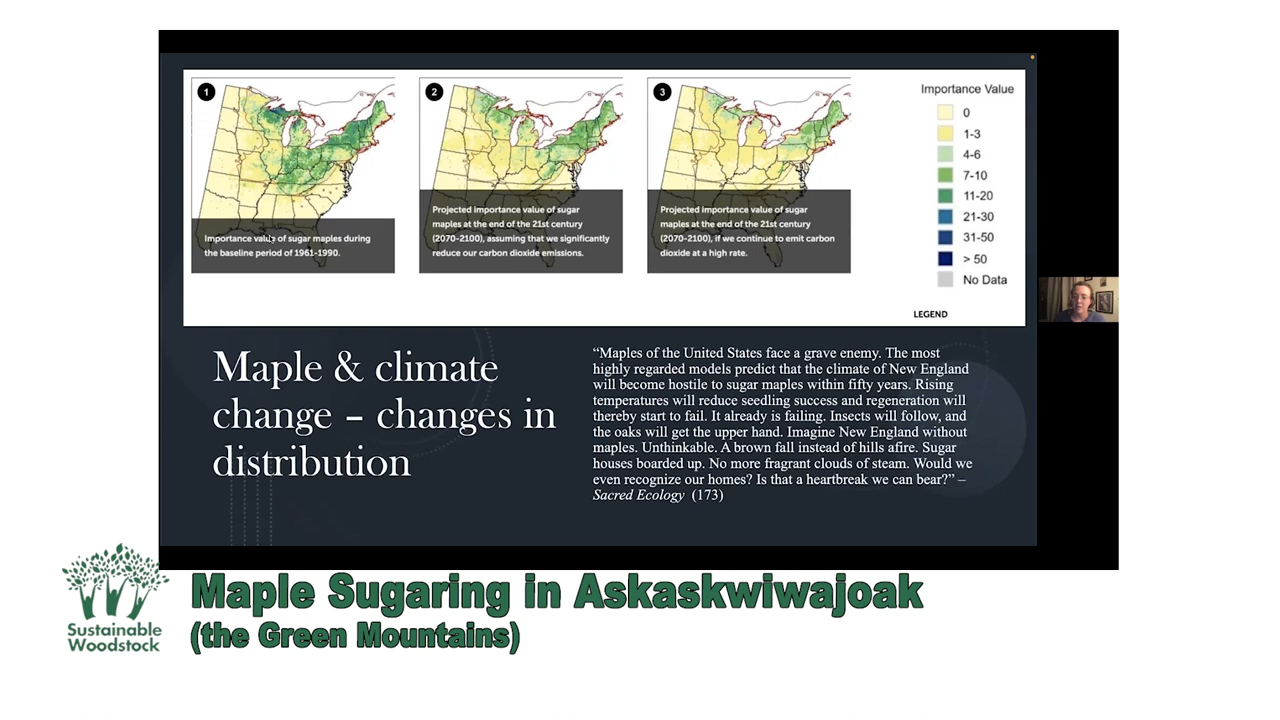 1
2
3
Importance value of sugar maples during
the baseline period of 1961-1990.
Projected importance value of sugar
maples at the end of the 21st century
(2070-2100), assuming that we significantly
reduce our carbon dioxide emissions.
Projected importance value of sugar
maples at the end of the 21st century
(2070-2100), if we continue to emit carbon
dioxide at a high rate.
Importance Value
0
1-3
4-6
7-10
11-20
21-30
31-50
> 50
No Data
LEGEND
Maple & climate
change – changes in
distribution
“Maples of the United States face a grave enemy. The most
highly regarded models predict that the climate of New England
will become hostile to sugar maples within fifty years. Rising
temperatures will reduce seedling success and regeneration will
thereby start to fail. It already is failing. Insects will follow, and
the oaks will get the upper hand. Imagine New England without
maples. Unthinkable. A brown fall instead of hills afire. Sugar
houses boarded up. No more fragrant clouds of steam. Would we
even recognize our homes? Is that a heartbreak we can bear?” –
Sacred Ecology (173)
Sustainable
Woodstock
Maple Sugaring in Askaskwiwajoak
(the Green Mountains)